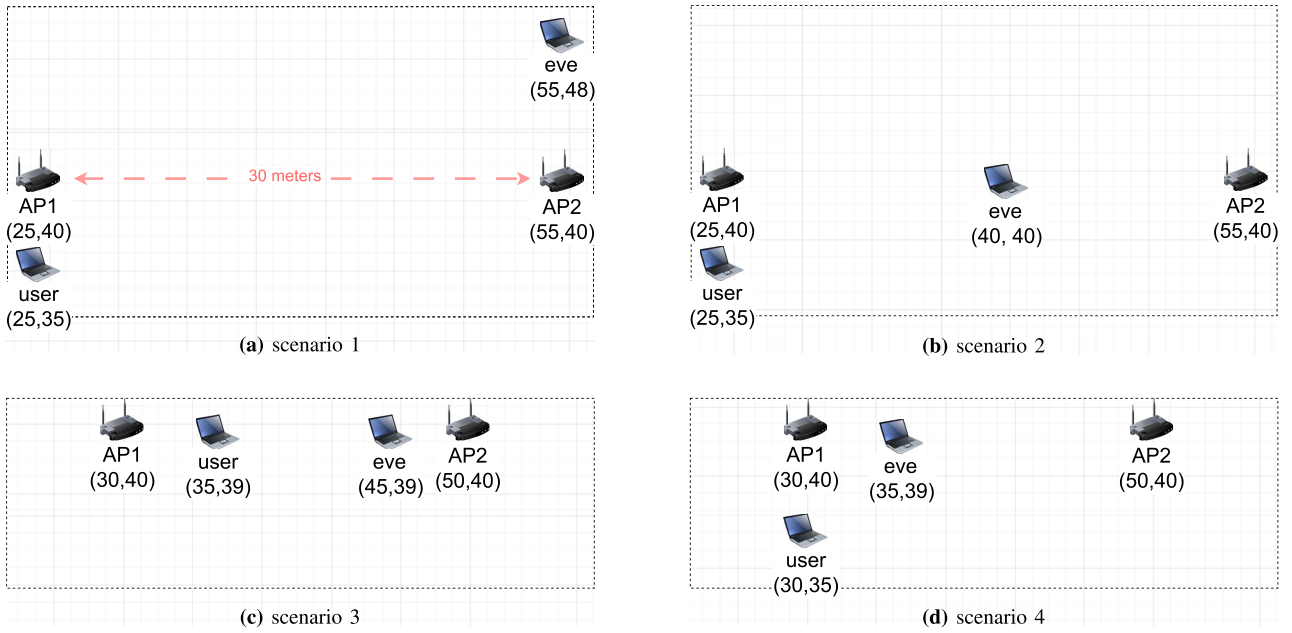 eve
(55,48)
30 meters
AP1
(25,40)
AP2
(55,40)
user
(25,35)
(a) scenario 1
AP1
(25,40)
eve
(40, 40)
AP2
(55,40)
user
(25,35)
(b) scenario 2
AP1
(30,40)
user
(35,39)
eve
(45,39)
AP2
(50,40)
(c) scenario 3
AP1
(30,40)
eve
(35,39)
AP2
(50,40)
user
(30,35)
(d) scenario 4